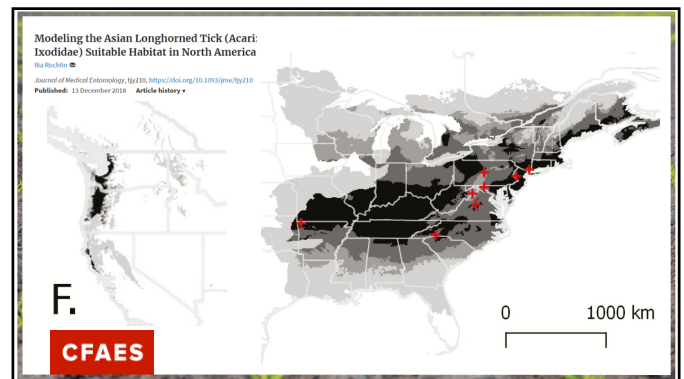 Modeling the Asian Longhorned Tick (Acari:
Ixodidae) Suitable Habitat in North America
Ilia Rochlin
Journal of Medical Entomology, tjy210, https://doi.org/10.1093/jme/tjy210
Published: 13 December 2018 Article history
F.
CFAES
0 1000 km